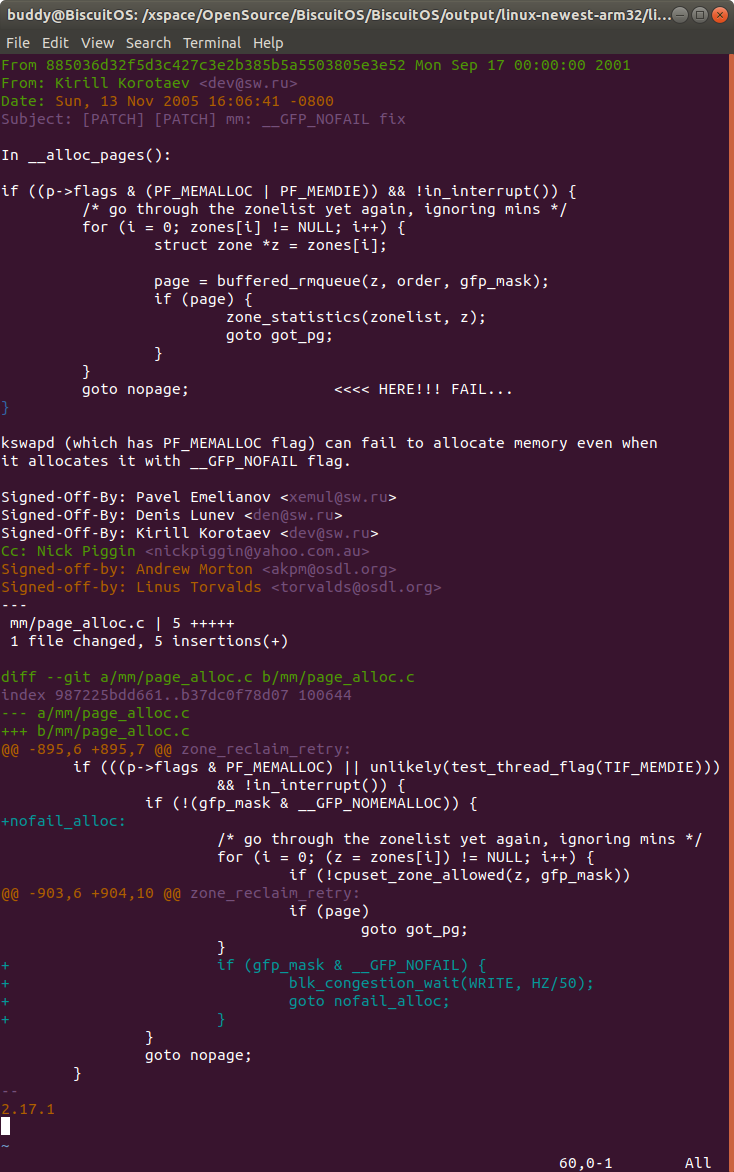 buddy@BiscuitOS: /xspace/OpenSource/BiscuitOS/BiscuitOS/output/linux-newest-arm32/li...
File Edit View Search Terminal Help
From 885036d32f5d3c427c3e2b385b5a5503805e3e52 Mon Sep 17 00:00:00 2001
From: Kirill Korotaev <dev@sw.ru>
Date: Sun, 13 Nov 2005 16:06:41 -0800
Subject: [PATCH] [PATCH] mm: __GFP_NOFAIL fix

In __alloc_pages():

if ((p->flags & (PF_MEMALLOC | PF_MEMDIE)) && !in_interrupt()) {
         /* go through the zonelist yet again, ignoring mins */
         for (i = 0; zones[i] != NULL; i++) {
                 struct zone *z = zones[i];

                 page = buffered_rmqueue(z, order, gfp_mask);
                 if (page) {
                         zone_statistics(zonelist, z);
                         goto got_pg;
                 }
         }
         goto nopage;                <<<< HERE!!! FAIL...
}

kswapd (which has PF_MEMALLOC flag) can fail to allocate memory even when
it allocates it with __GFP_NOFAIL flag.

Signed-Off-By: Pavel Emelianov <xemul@sw.ru>
Signed-Off-By: Denis Lunev <den@sw.ru>
Signed-Off-By: Kirill Korotaev <dev@sw.ru>
Cc: Nick Piggin <nickpiggin@yahoo.com.au>
Signed-off-by: Andrew Morton <akpm@osdl.org>
Signed-off-by: Linus Torvalds <torvalds@osdl.org>
---
 mm/page_alloc.c | 5 +++++
 1 file changed, 5 insertions(+)

diff --git a/mm/page_alloc.c b/mm/page_alloc.c
index 987225bdd661..b37dc0f78d07 100644
--- a/mm/page_alloc.c
+++ b/mm/page_alloc.c
@@ -895,6 +895,7 @@ zone_reclaim_retry:
        if (((p->flags & PF_MEMALLOC) || unlikely(test_thread_flag(TIF_MEMDIE)))
                        && !in_interrupt()) {
                if (!(gfp_mask & __GFP_NOMEMALLOC)) {
+nofail_alloc:
                        /* go through the zonelist yet again, ignoring mins */
                        for (i = 0; (z = zones[i]) != NULL; i++) {
                                if (!cpuset_zone_allowed(z, gfp_mask))
@@ -903,6 +904,10 @@ zone_reclaim_retry:
                                if (page)
                                        goto got_pg;
                        }
+                       if (gfp_mask & __GFP_NOFAIL) {
+                               blk_congestion_wait(WRITE, HZ/50);
+                               goto nofail_alloc;
+                       }
                }
                goto nopage;
        }
--
2.17.1

~
60,0-1 All